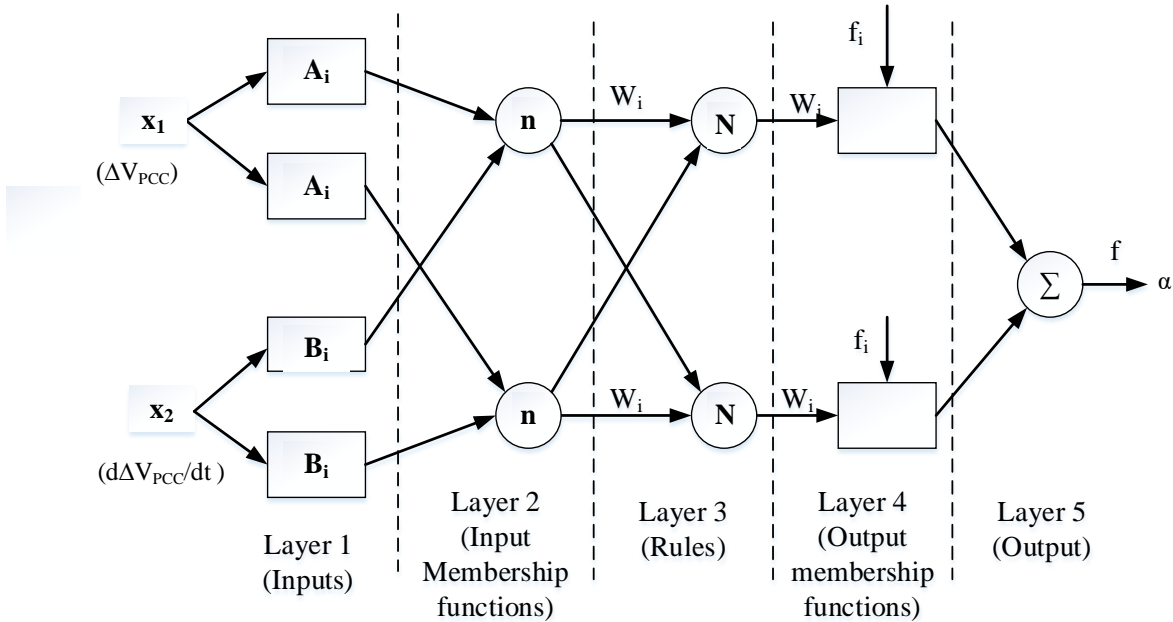 f_i
A_i
W_i
W_i
n
N
x_1
(ΔV_PCC)
A_i
f
Σ
α
f_i
B_i
x_2
W_i
W_i
n
N
(dΔV_PCC/dt )
B_i
Layer 1
(Inputs)
Layer 2
(Input
Membership
functions)
Layer 3
(Rules)
Layer 4
(Output
membership
functions)
Layer 5
(Output)